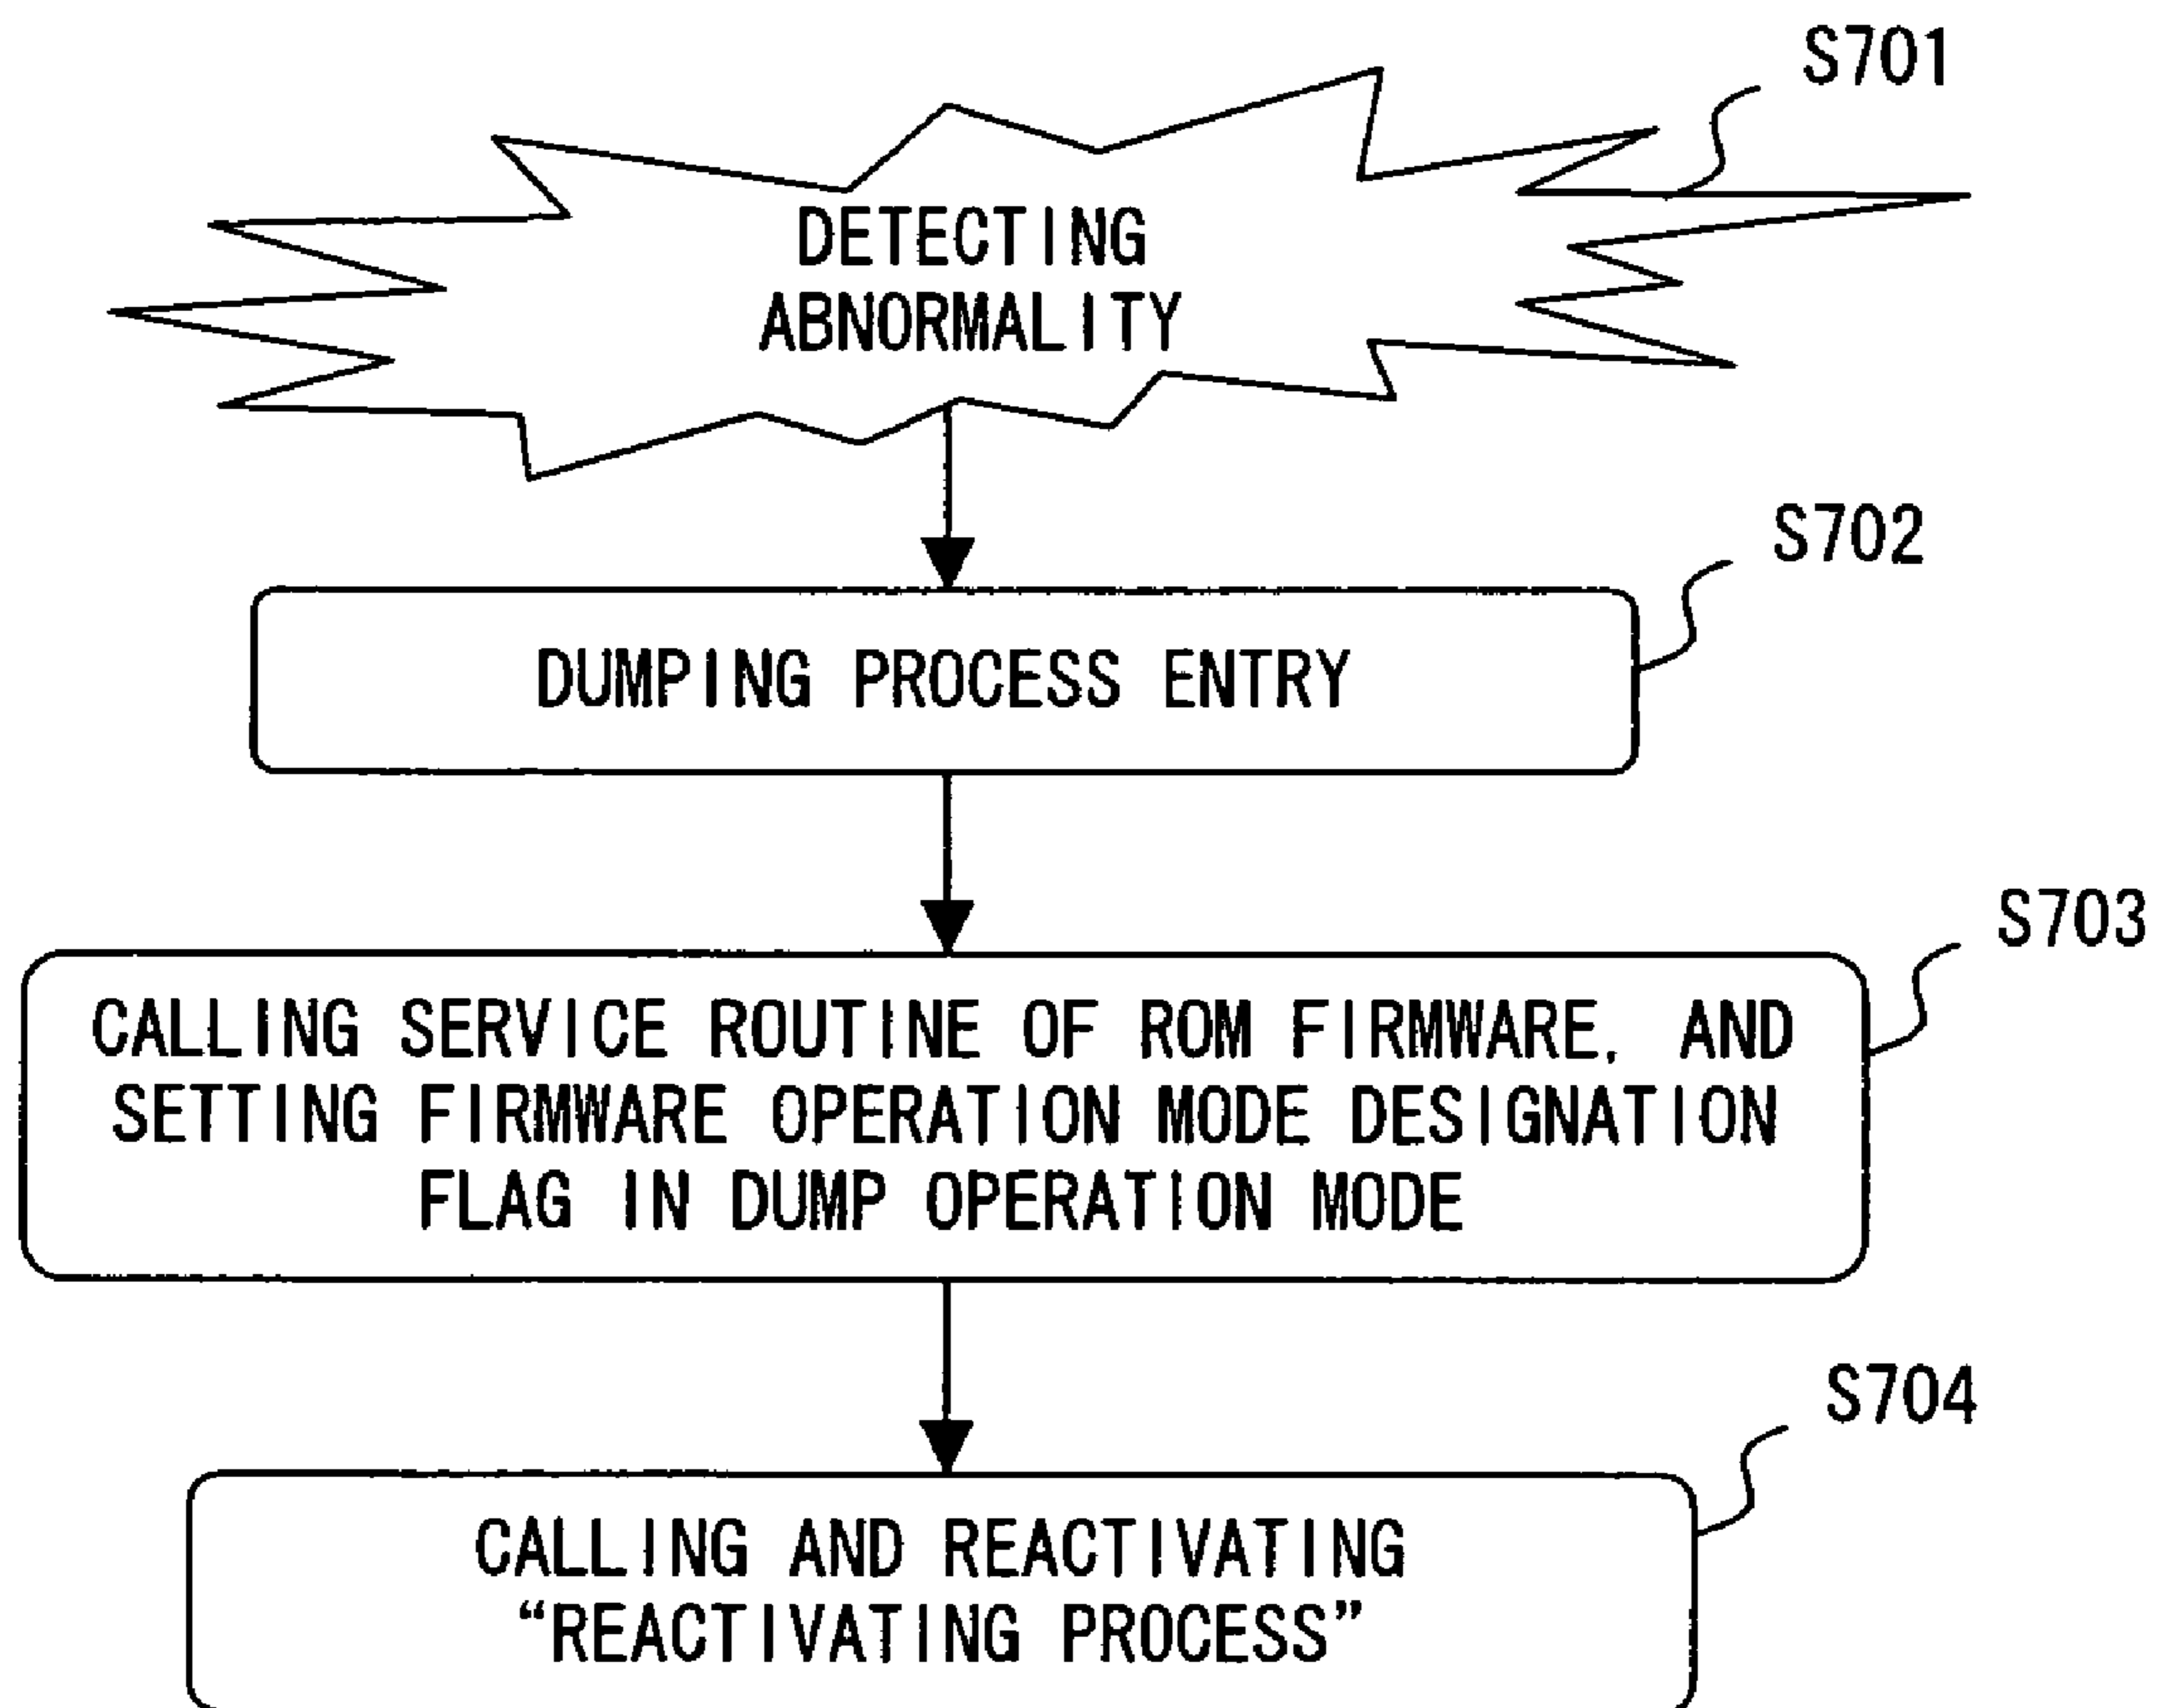 S701
DETECTING
ABNORMALITY
S702
DUMPING PROCESS ENTRY
S703
CALLING SERVICE ROUTINE OF ROM FIRMWARE, AND
SETTING FIRMWARE OPERATION MODE DESIGNATION
FLAG IN DUMP OPERATION MODE
S704
CALLING AND REACTIVATING
“REACTIVATING PROCESS”